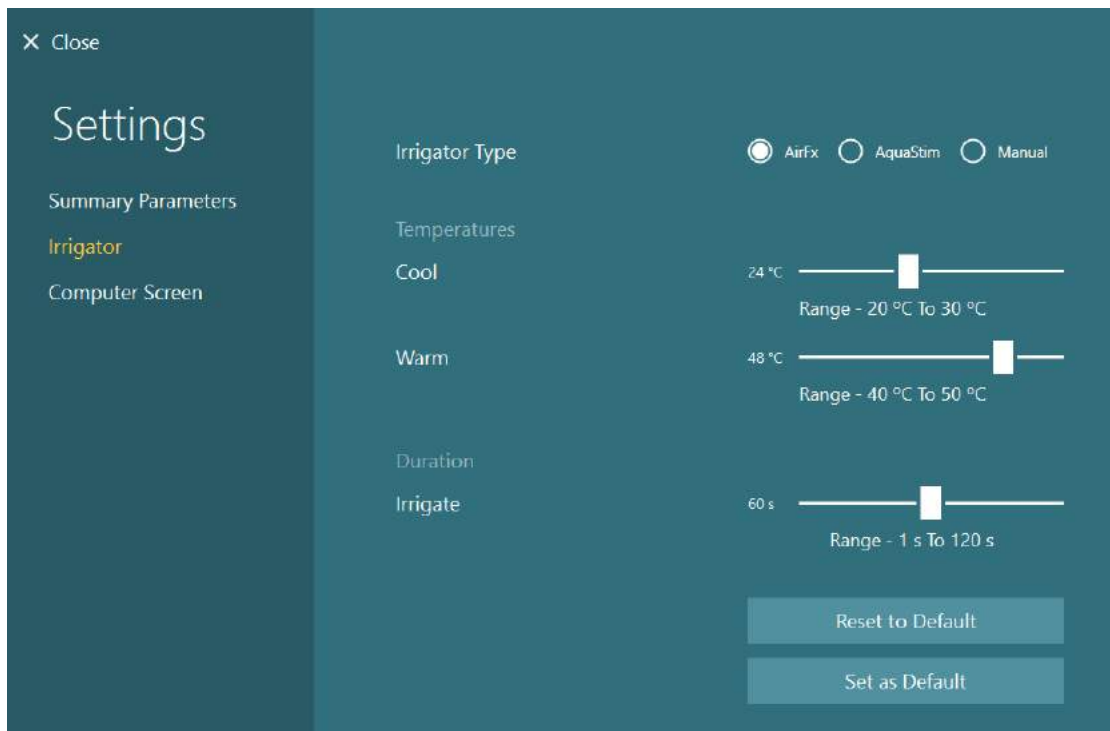 Close
Settings
Summary Parameters
Irrigator
Computer Screen
Irrigator Type
AirFx AquaStim Manual
Temperatures
Cool
24 °C
Range - 20 °C To 30 °C
Warm
48 °C
Range - 40 °C To 50 °C
Duration
Irrigate
60 s
Range - 1 s To 120 s
Reset to Default
Set as Default